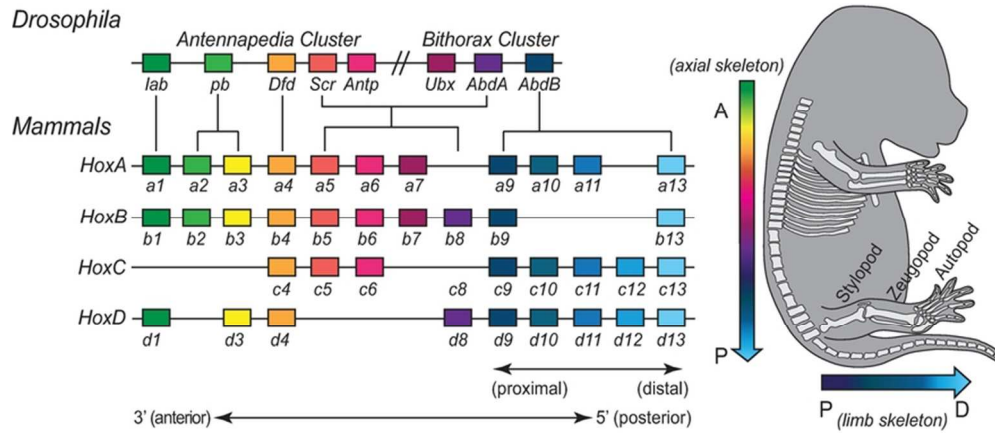 Drosophila
Antennapedia Cluster Bithorax Cluster
lab pb Dfd Scr Antp Ubx AbdA AbdB
Mammals
HoxA
a1 a2 a3 a4 a5 a6 a7 a9 a10 a11 a13
HoxB
b1 b2 b3 b4 b5 b6 b7 b8 b9 b13
HoxC
c4 c5 c6 c8 c9 c10 c11 c12 c13
HoxD
d1 d3 d4 d8 d9 d10 d11 d12 d13
(proximal) (distal)
3' (anterior) 5' (posterior)
(axial skeleton)
A
P
Stylopod
Zeugopod
Autopod
P D
(limb skeleton)